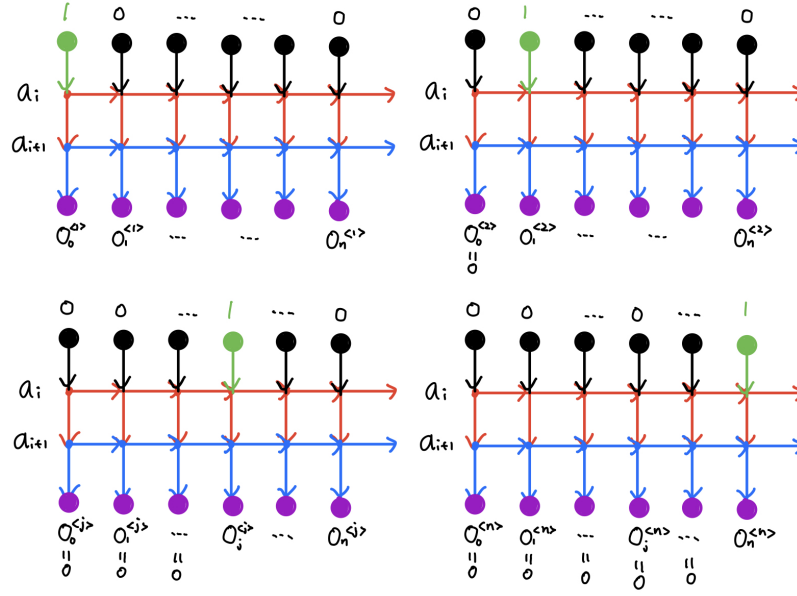 1 0 ... ... 0
a_i
a_{i+1}
O_0^{<1>} O_1^{<1>} ... ... O_n^{<1>}
0 1 ... ... 0
a_i
a_{i+1}
O_0^{<2>} O_1^{<2>} ... ... O_n^{<2>}
=
0
0 0 ... 1 ... 0
a_i
a_{i+1}
O_0^{<j>} O_1^{<j>} ... O_j^{<j>} ... O_n^{<j>}
= = =
0 0 0
0 0 ... 0 ... 1
a_i
a_{i+1}
O_0^{<n>} O_1^{<n>} ... O_j^{<n>} ... O_n^{<n>}
= = = = =
0 0 0 0 0